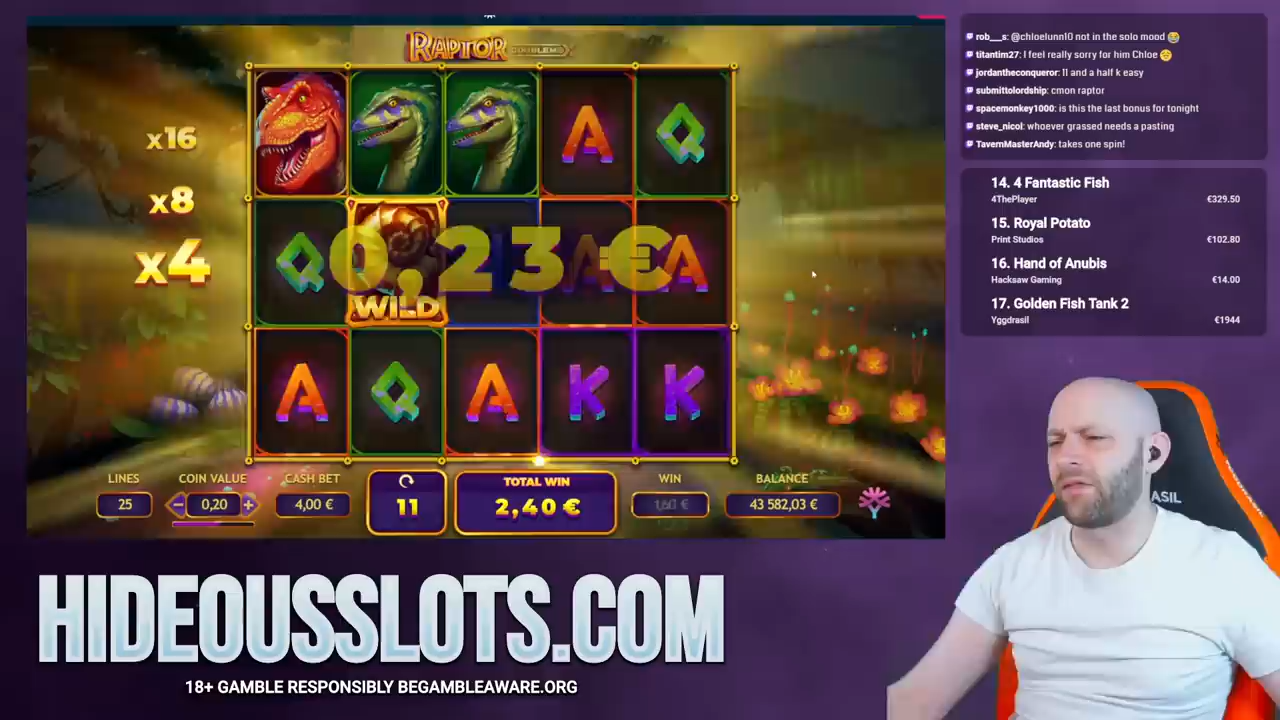 RAPTOR DOUBLEMAX
x16
x8
x4
A
Q
Q
WILD
0,23 €
A
A
A
Q
A
K
K
LINES
25
COIN VALUE
0,20
CASH BET
4,00 €
11
TOTAL WIN
2,40 €
WIN
1,60 €
BALANCE
43 582,03 €
HIDEOUSSLOTS.COM
18+ GAMBLE RESPONSIBLY BEGAMBLEAWARE.ORG
rob___s: @chloelunn10 not in the solo mood
titantim27: I feel really sorry for him Chloe
jordantheconqueror: 11 and a half k easy
submittolordship: cmon raptor
spacemonkey1000: is this the last bonus for tonight
steve_nicol: whoever grassed needs a pasting
TavernMasterAndy: takes one spin!
14. 4 Fantastic Fish
4ThePlayer €329.50
15. Royal Potato
Print Studios €102.80
16. Hand of Anubis
Hacksaw Gaming €14.00
17. Golden Fish Tank 2
Yggdrasil €1944
ASIL